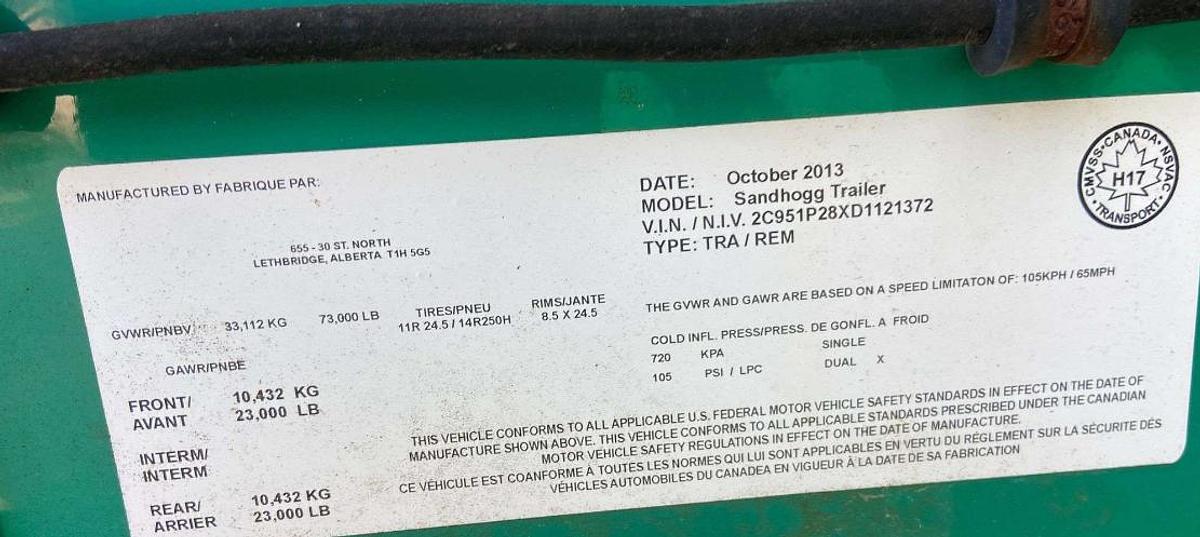 MANUFACTURED BY FABRIQUE PAR:
655 - 30 ST. NORTH
LETHBRIDGE, ALBERTA T1H 5G5
DATE: October 2013
MODEL: Sandhogg Trailer
V.I.N. / N.I.V. 2C951P28XD1121372
TYPE: TRA / REM
CMVSS · CANADA · NSVAC · TRANSPORT ·
H17
GVWR/PNBV 33,112 KG 73,000 LB
TIRES/PNEU
11R 24.5 / 14R250H
RIMS/JANTE
8.5 X 24.5
THE GVWR AND GAWR ARE BASED ON A SPEED LIMITATON OF: 105KPH / 65MPH
COLD INFL. PRESS/PRESS. DE GONFL. A FROID
720 KPA SINGLE
105 PSI / LPC DUAL X
GAWR/PNBE
FRONT/ 10,432 KG
AVANT 23,000 LB
INTERM/
INTERM
REAR/ 10,432 KG
ARRIER 23,000 LB
THIS VEHICLE CONFORMS TO ALL APPLICABLE U.S. FEDERAL MOTOR VEHICLE SAFETY STANDARDS IN EFFECT ON THE DATE OF
MANUFACTURE SHOWN ABOVE. THIS VEHICLE CONFORMS TO ALL APPLICABLE STANDARDS PRESCRIBED UNDER THE CANADIAN
MOTOR VEHICLE SAFETY REGULATIONS IN EFFECT ON THE DATE OF MANUFACTURE.
CE VÉHICULE EST COANFORME À TOUTES LES NORMES QUI LUI SONT APPLICABLES EN VERTU DU RÉGLEMENT SUR LA SÉCURITE DÉS
VÉHICLES AUTOMOBILES DU CANADEA EN VIGUEUR À LA DATE DE SA FABRICATION